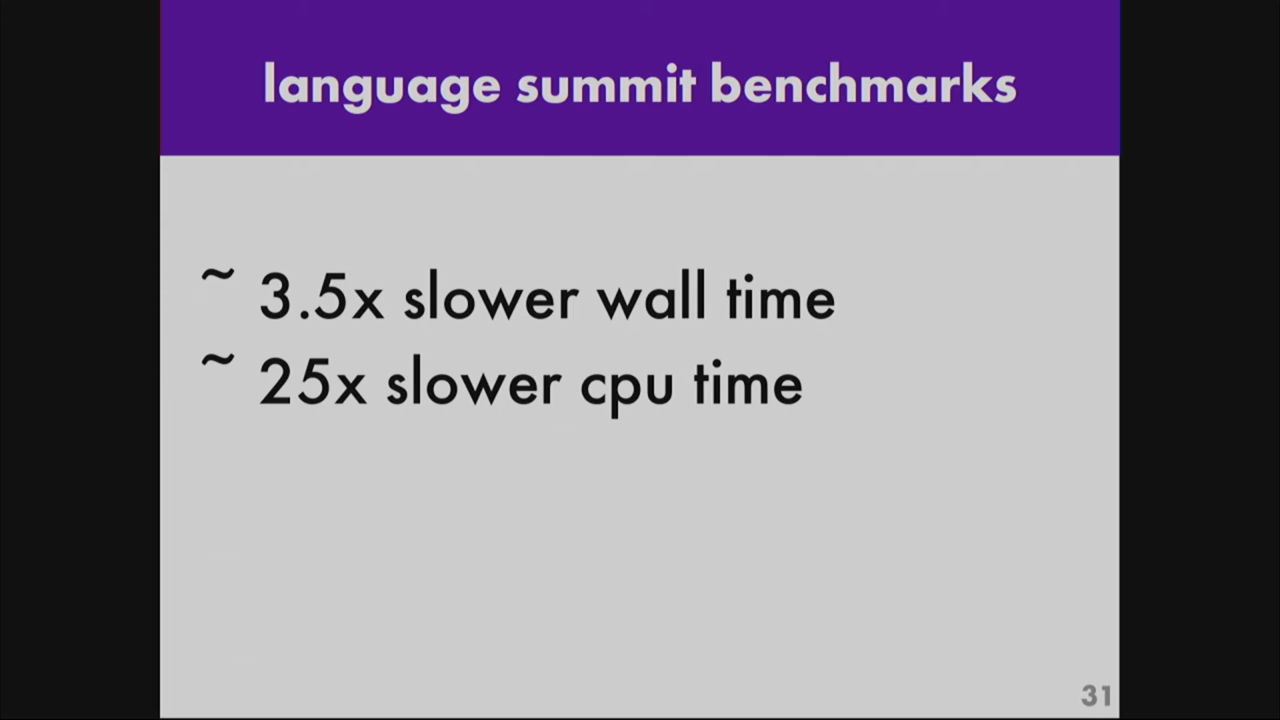 language summit benchmarks
~ 3.5x slower wall time
~ 25x slower cpu time
31